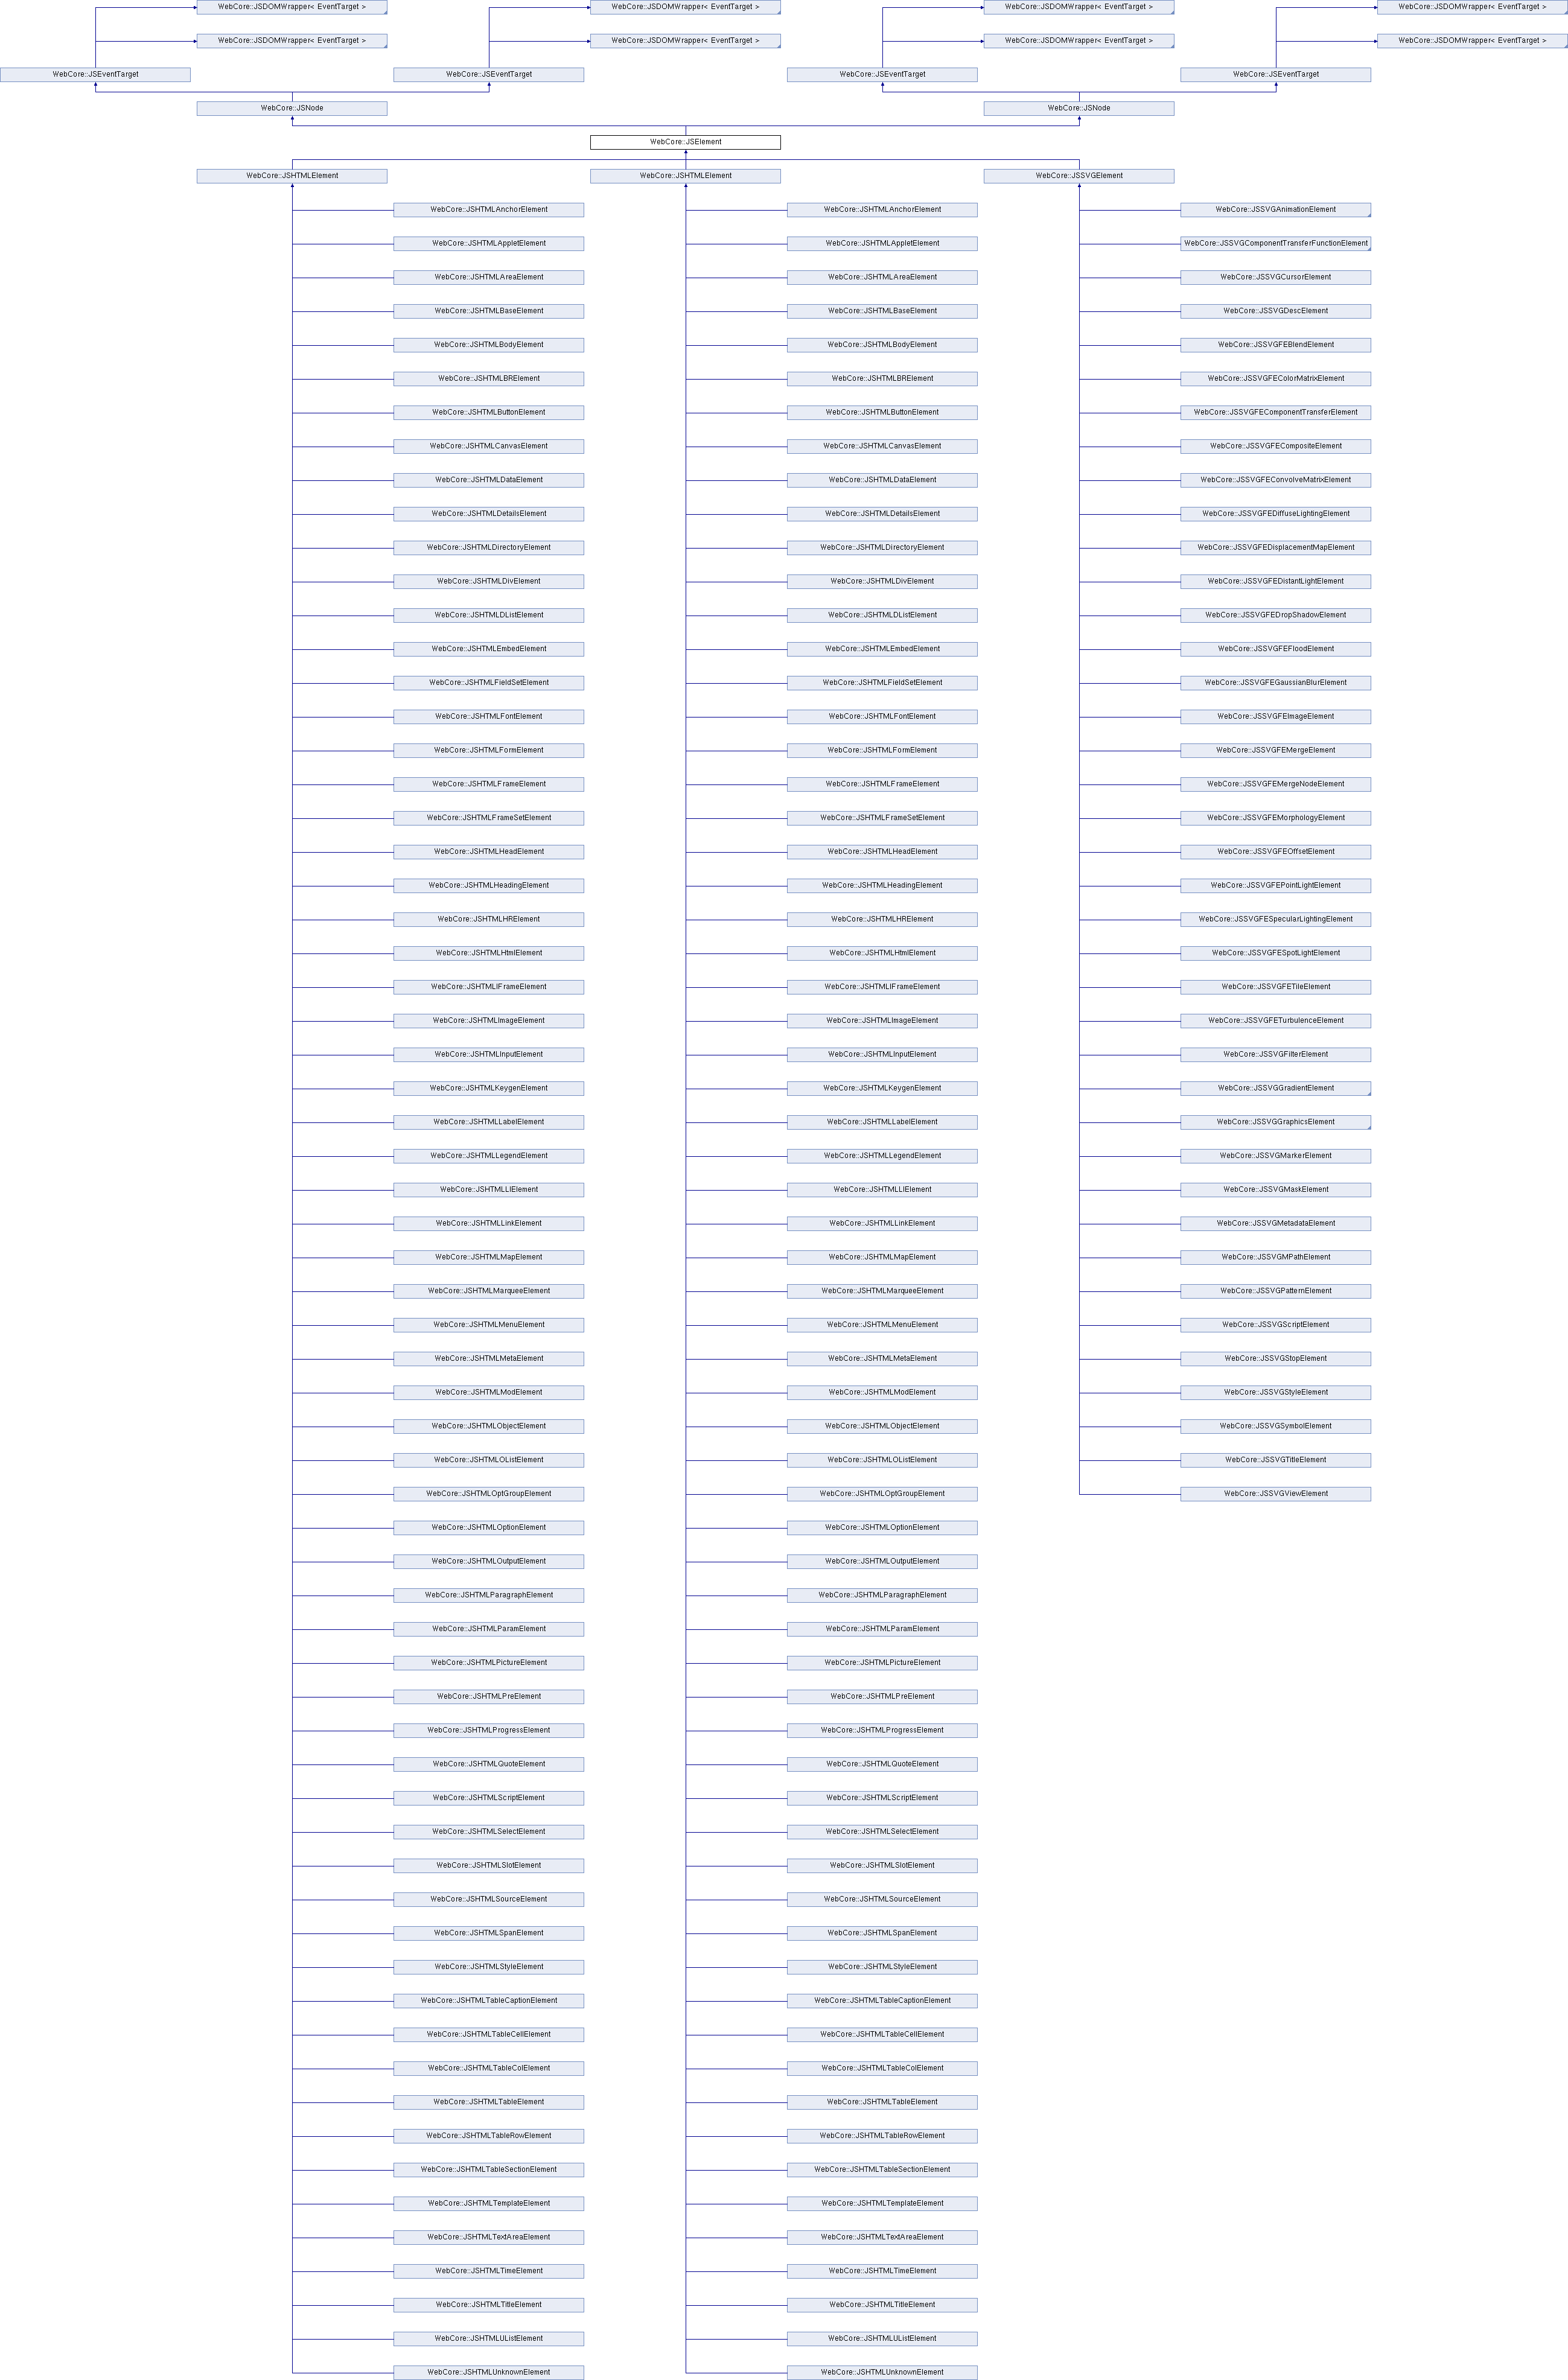 WebCore::JSDOMWrapper< EventTarget > WebCore::JSDOMWrapper< EventTarget > WebCore::JSDOMWrapper< EventTarget > WebCore::JSDOMWrapper< EventTarget >
WebCore::JSDOMWrapper< EventTarget > WebCore::JSDOMWrapper< EventTarget > WebCore::JSDOMWrapper< EventTarget > WebCore::JSDOMWrapper< EventTarget >
WebCore::JSEventTarget WebCore::JSEventTarget WebCore::JSEventTarget WebCore::JSEventTarget
WebCore::JSNode WebCore::JSNode
WebCore::JSElement
WebCore::JSHTMLElement WebCore::JSHTMLElement WebCore::JSSVGElement
WebCore::JSHTMLAnchorElement WebCore::JSHTMLAnchorElement WebCore::JSSVGAnimationElement
WebCore::JSHTMLAppletElement WebCore::JSHTMLAppletElement WebCore::JSSVGComponentTransferFunctionElement
WebCore::JSHTMLAreaElement WebCore::JSHTMLAreaElement WebCore::JSSVGCursorElement
WebCore::JSHTMLBaseElement WebCore::JSHTMLBaseElement WebCore::JSSVGDescElement
WebCore::JSHTMLBodyElement WebCore::JSHTMLBodyElement WebCore::JSSVGFEBlendElement
WebCore::JSHTMLBRElement WebCore::JSHTMLBRElement WebCore::JSSVGFEColorMatrixElement
WebCore::JSHTMLButtonElement WebCore::JSHTMLButtonElement WebCore::JSSVGFEComponentTransferElement
WebCore::JSHTMLCanvasElement WebCore::JSHTMLCanvasElement WebCore::JSSVGFECompositeElement
WebCore::JSHTMLDataElement WebCore::JSHTMLDataElement WebCore::JSSVGFEConvolveMatrixElement
WebCore::JSHTMLDetailsElement WebCore::JSHTMLDetailsElement WebCore::JSSVGFEDiffuseLightingElement
WebCore::JSHTMLDirectoryElement WebCore::JSHTMLDirectoryElement WebCore::JSSVGFEDisplacementMapElement
WebCore::JSHTMLDivElement WebCore::JSHTMLDivElement WebCore::JSSVGFEDistantLightElement
WebCore::JSHTMLDListElement WebCore::JSHTMLDListElement WebCore::JSSVGFEDropShadowElement
WebCore::JSHTMLEmbedElement WebCore::JSHTMLEmbedElement WebCore::JSSVGFEFloodElement
WebCore::JSHTMLFieldSetElement WebCore::JSHTMLFieldSetElement WebCore::JSSVGFEGaussianBlurElement
WebCore::JSHTMLFontElement WebCore::JSHTMLFontElement WebCore::JSSVGFEImageElement
WebCore::JSHTMLFormElement WebCore::JSHTMLFormElement WebCore::JSSVGFEMergeElement
WebCore::JSHTMLFrameElement WebCore::JSHTMLFrameElement WebCore::JSSVGFEMergeNodeElement
WebCore::JSHTMLFrameSetElement WebCore::JSHTMLFrameSetElement WebCore::JSSVGFEMorphologyElement
WebCore::JSHTMLHeadElement WebCore::JSHTMLHeadElement WebCore::JSSVGFEOffsetElement
WebCore::JSHTMLHeadingElement WebCore::JSHTMLHeadingElement WebCore::JSSVGFEPointLightElement
WebCore::JSHTMLHRElement WebCore::JSHTMLHRElement WebCore::JSSVGFESpecularLightingElement
WebCore::JSHTMLHtmlElement WebCore::JSHTMLHtmlElement WebCore::JSSVGFESpotLightElement
WebCore::JSHTMLIFrameElement WebCore::JSHTMLIFrameElement WebCore::JSSVGFETileElement
WebCore::JSHTMLImageElement WebCore::JSHTMLImageElement WebCore::JSSVGFETurbulenceElement
WebCore::JSHTMLInputElement WebCore::JSHTMLInputElement WebCore::JSSVGFilterElement
WebCore::JSHTMLKeygenElement WebCore::JSHTMLKeygenElement WebCore::JSSVGGradientElement
WebCore::JSHTMLLabelElement WebCore::JSHTMLLabelElement WebCore::JSSVGGraphicsElement
WebCore::JSHTMLLegendElement WebCore::JSHTMLLegendElement WebCore::JSSVGMarkerElement
WebCore::JSHTMLLIElement WebCore::JSHTMLLIElement WebCore::JSSVGMaskElement
WebCore::JSHTMLLinkElement WebCore::JSHTMLLinkElement WebCore::JSSVGMetadataElement
WebCore::JSHTMLMapElement WebCore::JSHTMLMapElement WebCore::JSSVGMPathElement
WebCore::JSHTMLMarqueeElement WebCore::JSHTMLMarqueeElement WebCore::JSSVGPatternElement
WebCore::JSHTMLMenuElement WebCore::JSHTMLMenuElement WebCore::JSSVGScriptElement
WebCore::JSHTMLMetaElement WebCore::JSHTMLMetaElement WebCore::JSSVGStopElement
WebCore::JSHTMLModElement WebCore::JSHTMLModElement WebCore::JSSVGStyleElement
WebCore::JSHTMLObjectElement WebCore::JSHTMLObjectElement WebCore::JSSVGSymbolElement
WebCore::JSHTMLOListElement WebCore::JSHTMLOListElement WebCore::JSSVGTitleElement
WebCore::JSHTMLOptGroupElement WebCore::JSHTMLOptGroupElement WebCore::JSSVGViewElement
WebCore::JSHTMLOptionElement WebCore::JSHTMLOptionElement
WebCore::JSHTMLOutputElement WebCore::JSHTMLOutputElement
WebCore::JSHTMLParagraphElement WebCore::JSHTMLParagraphElement
WebCore::JSHTMLParamElement WebCore::JSHTMLParamElement
WebCore::JSHTMLPictureElement WebCore::JSHTMLPictureElement
WebCore::JSHTMLPreElement WebCore::JSHTMLPreElement
WebCore::JSHTMLProgressElement WebCore::JSHTMLProgressElement
WebCore::JSHTMLQuoteElement WebCore::JSHTMLQuoteElement
WebCore::JSHTMLScriptElement WebCore::JSHTMLScriptElement
WebCore::JSHTMLSelectElement WebCore::JSHTMLSelectElement
WebCore::JSHTMLSlotElement WebCore::JSHTMLSlotElement
WebCore::JSHTMLSourceElement WebCore::JSHTMLSourceElement
WebCore::JSHTMLSpanElement WebCore::JSHTMLSpanElement
WebCore::JSHTMLStyleElement WebCore::JSHTMLStyleElement
WebCore::JSHTMLTableCaptionElement WebCore::JSHTMLTableCaptionElement
WebCore::JSHTMLTableCellElement WebCore::JSHTMLTableCellElement
WebCore::JSHTMLTableColElement WebCore::JSHTMLTableColElement
WebCore::JSHTMLTableElement WebCore::JSHTMLTableElement
WebCore::JSHTMLTableRowElement WebCore::JSHTMLTableRowElement
WebCore::JSHTMLTableSectionElement WebCore::JSHTMLTableSectionElement
WebCore::JSHTMLTemplateElement WebCore::JSHTMLTemplateElement
WebCore::JSHTMLTextAreaElement WebCore::JSHTMLTextAreaElement
WebCore::JSHTMLTimeElement WebCore::JSHTMLTimeElement
WebCore::JSHTMLTitleElement WebCore::JSHTMLTitleElement
WebCore::JSHTMLUListElement WebCore::JSHTMLUListElement
WebCore::JSHTMLUnknownElement WebCore::JSHTMLUnknownElement